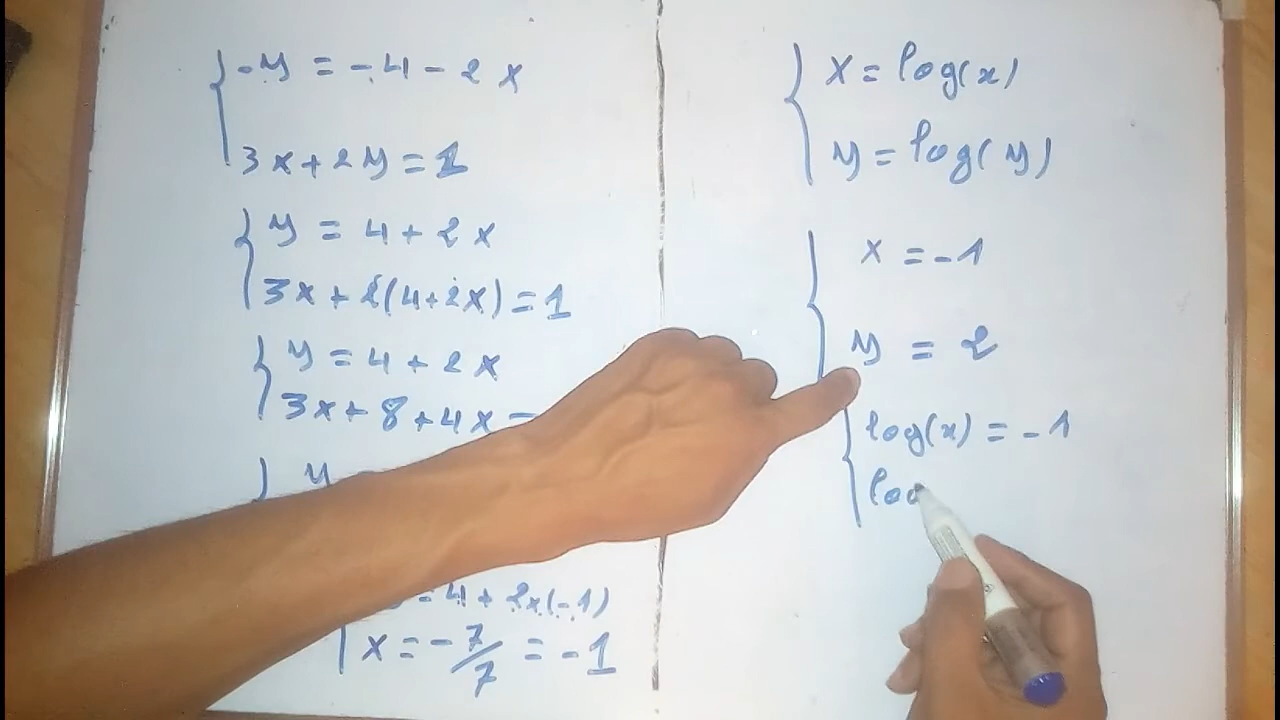 -y = -4 - 2x
3x + 2y = 1
y = 4 + 2x
3x + 2(4+2x) = 1
y = 4 + 2x
3x + 8 + 4x =
y
= 4 + 2x(-1)
x = -7/7 = -1
X = log(x)
y = log(y)
x = -1
y = 2
log(x) = -1
log